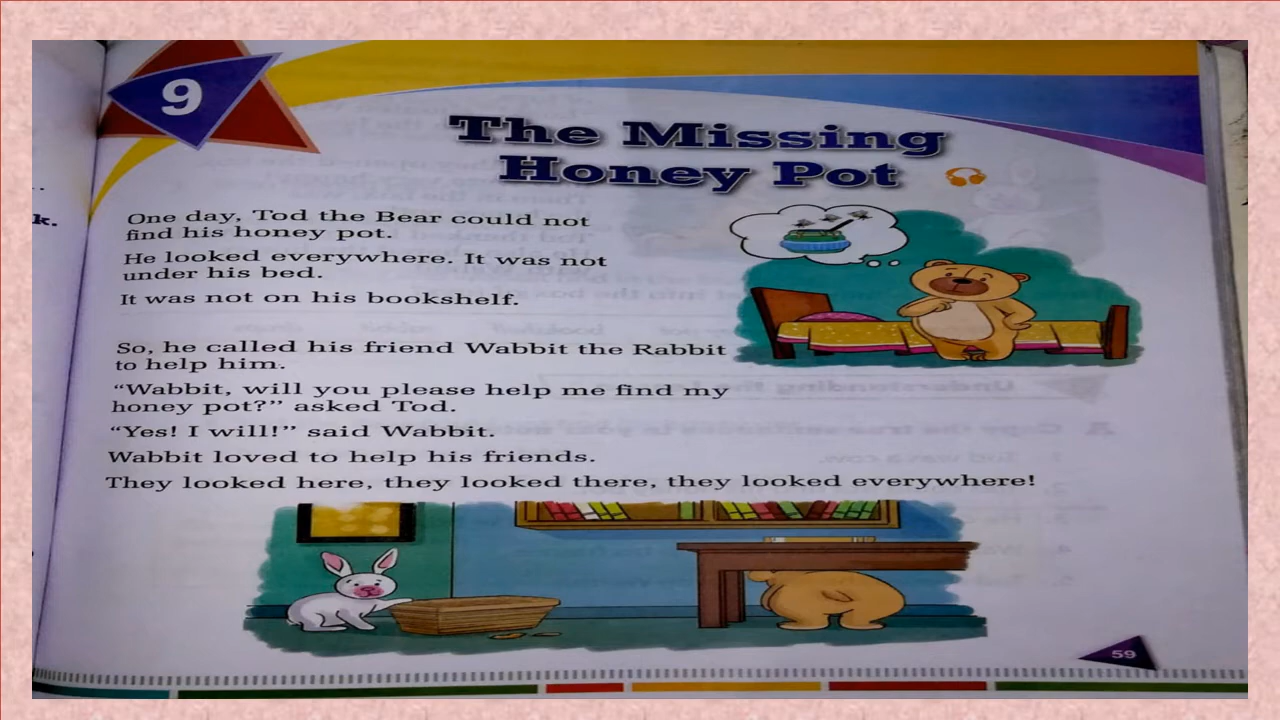 9
The Missing
Honey Pot
One day, Tod the Bear could not
find his honey pot.
He looked everywhere. It was not
under his bed.
It was not on his bookshelf.
So, he called his friend Wabbit the Rabbit
to help him.
“Wabbit, will you please help me find my
honey pot?” asked Tod.
“Yes! I will!” said Wabbit.
Wabbit loved to help his friends.
They looked here, they looked there, they looked everywhere!
59